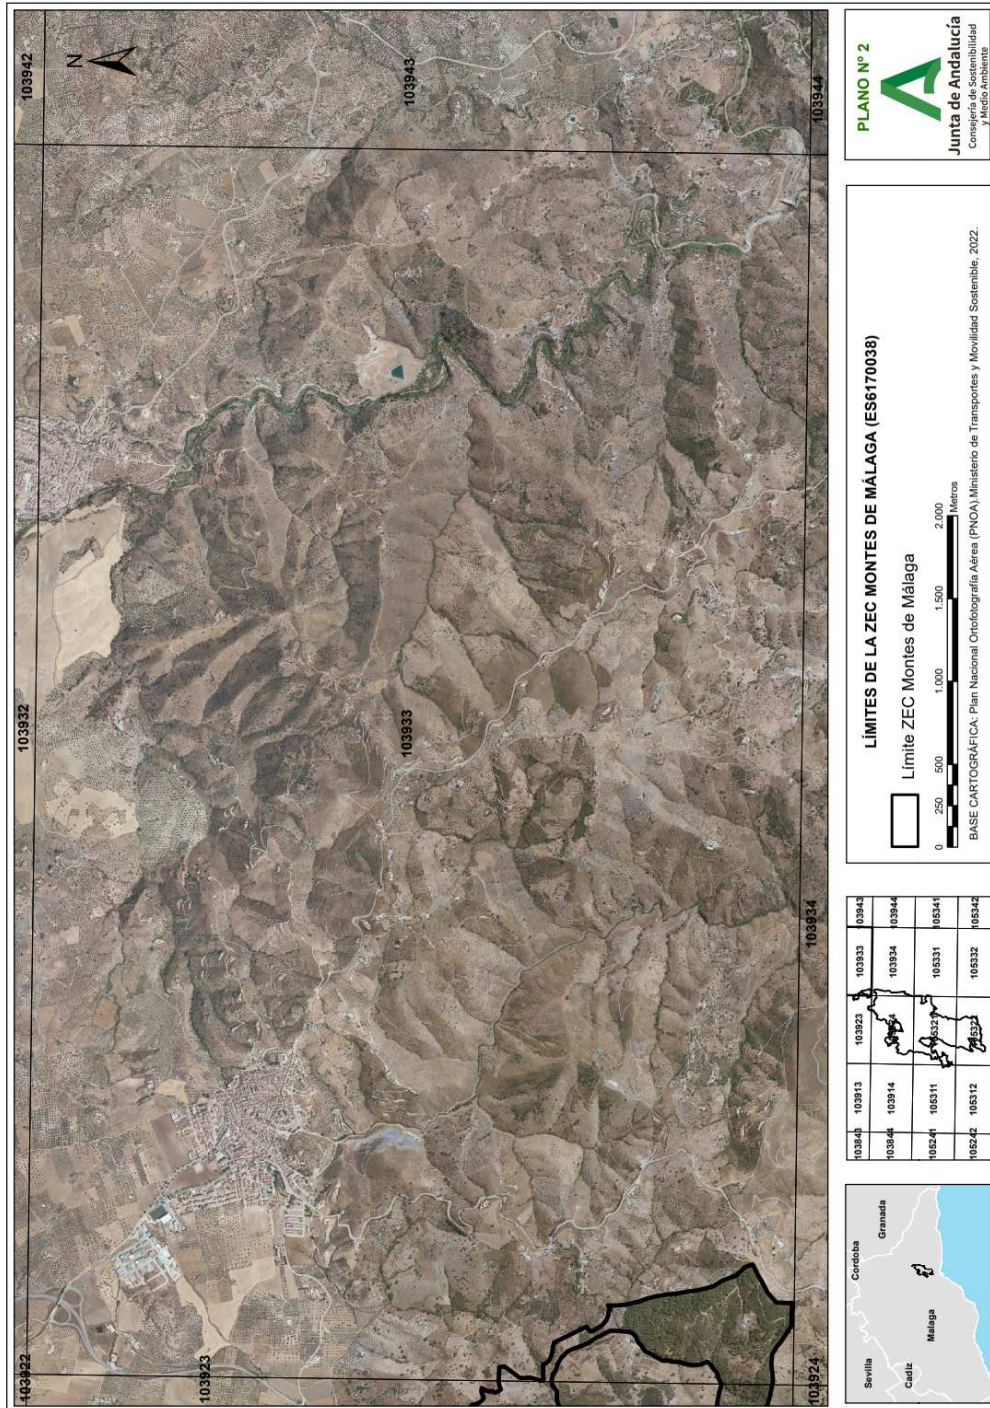 103922
103932
103942
N
103923
103933
103943
103924
103934
103944
Sevilla
Cordoba
Granada
Cadiz
Malaga
103843
103913
103923
103933
103943
103844
103914
103934
103944
105241
105311
105331
105341
105242
105312
105332
105342
LÍMITES DE LA ZEC MONTES DE MÁLAGA (ES6170038)
Límite ZEC Montes de Málaga
0 250 500 1.000 1.500 2.000
Metros
BASE CARTOGRÁFICA: Plan Nacional Ortofotografía Aérea (PNOA).Ministerio de Transportes y Movilidad Sostenible, 2022.
PLANO Nº 2
Junta de Andalucía
Consejería de Sostenibilidad
y Medio Ambiente